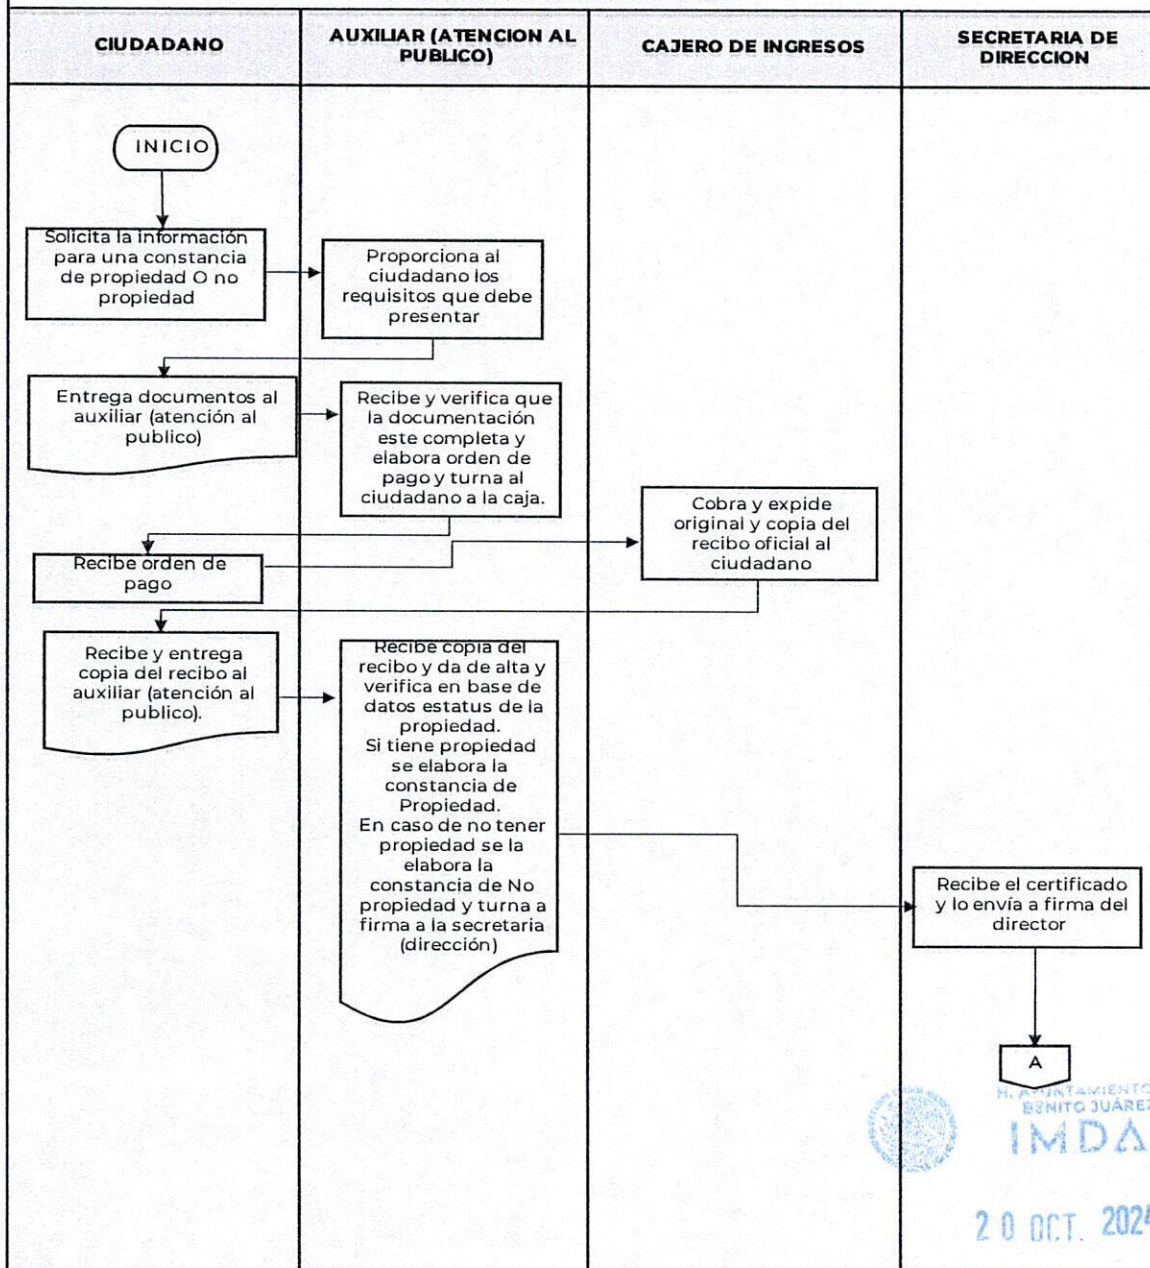 CIUDADANO
AUXILIAR (ATENCION AL
PUBLICO)
CAJERO DE INGRESOS
SECRETARIA DE
DIRECCION
INICIO
Solicita la información
para una constancia
de propiedad O no
propiedad
Proporciona al
ciudadano los
requisitos que debe
presentar
Entrega documentos al
auxiliar (atención al
publico)
Recibe y verifica que
la documentación
este completa y
elabora orden de
pago y turna al
ciudadano a la caja.
Recibe orden de
pago
Cobra y expide
original y copia del
recibo oficial al
ciudadano
Recibe y entrega
copia del recibo al
auxiliar (atención al
publico).
Recibe copia del
recibo y da de alta y
verifica en base de
datos estatus de la
propiedad.
Si tiene propiedad
se elabora la
constancia de
Propiedad.
En caso de no tener
propiedad se la
elabora la
constancia de No
propiedad y turna a
firma a la secretaria
(dirección)
Recibe el certificado
y lo envía a firma del
director
A
H. AYUNTAMIENTO
BENITO JUÁREZ
IMDA
20 OCT. 2024